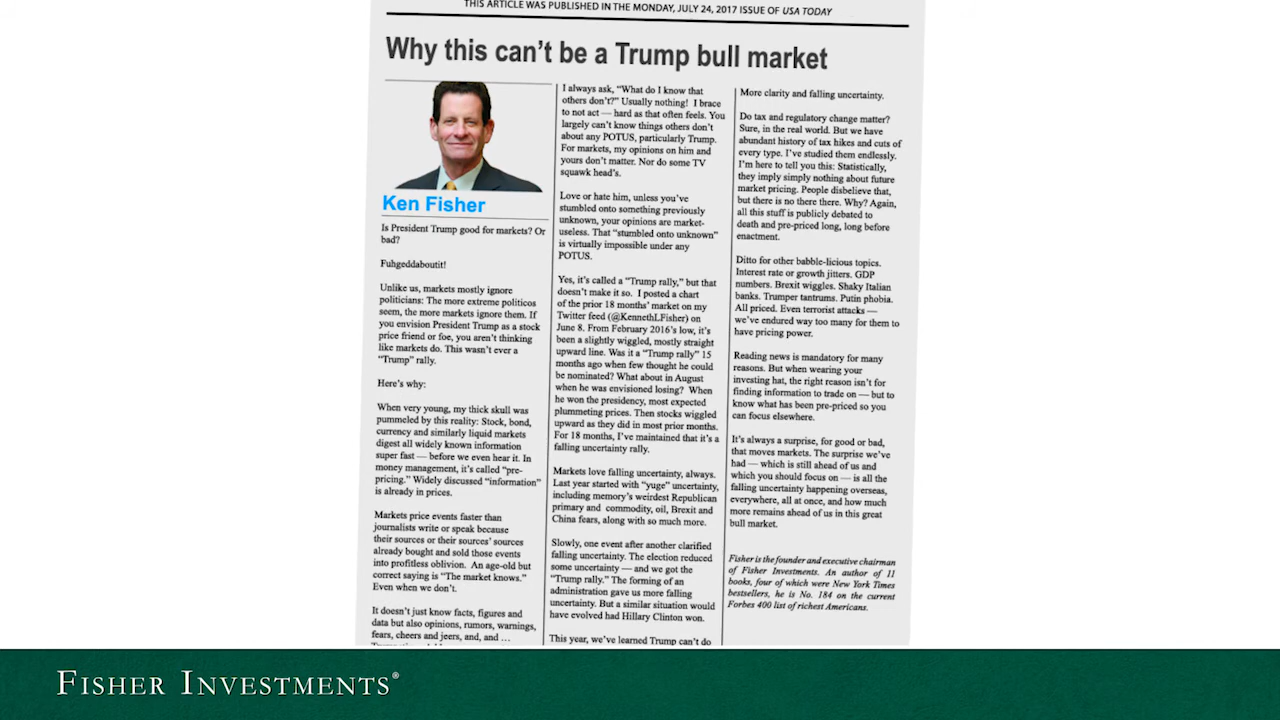 THIS ARTICLE WAS PUBLISHED IN THE MONDAY, JULY 24, 2017 ISSUE OF USA TODAY
Why this can't be a Trump bull market
Ken Fisher
Is President Trump good for markets? Or
bad?
Fuhgeddaboutit!
Unlike us, markets mostly ignore
politicians: The more extreme politicos
seem, the more markets ignore them. If
you envision President Trump as a stock
price friend or foe, you aren't thinking
like markets do. This wasn't ever a
"Trump" rally.
Here's why:
When very young, my thick skull was
pummeled by this reality: Stock, bond,
currency and similarly liquid markets
digest all widely known information
super fast — before we even hear it. In
money management, it's called "pre-
pricing." Widely discussed "information"
is already in prices.
Markets price events faster than
journalists write or speak because
their sources or their sources' sources
already bought and sold those events
into profitless oblivion. An age-old but
correct saying is "The market knows."
Even when we don't.
It doesn't just know facts, figures and
data but also opinions, rumors, warnings,
fears, cheers and jeers, and, and …
I always ask, "What do I know that
others don't?" Usually nothing! I brace
to not act — hard as that often feels. You
largely can't know things others don't
about any POTUS, particularly Trump.
For markets, my opinions on him and
yours don't matter. Nor do some TV
squawk head's.
Love or hate him, unless you've
stumbled onto something previously
unknown, your opinions are market-
useless. That "stumbled onto unknown"
is virtually impossible under any
POTUS.
Yes, it's called a "Trump rally," but that
doesn't make it so. I posted a chart
of the prior 18 months' market on my
Twitter feed (@KennethLFisher) on
June 8. From February 2016's low, it's
been a slightly wiggled, mostly straight
upward line. Was it a "Trump rally" 15
months ago when few thought he could
be nominated? What about in August
when he was envisioned losing? When
he won the presidency, most expected
plummeting prices. Then stocks wiggled
upward as they did in most prior months.
For 18 months, I've maintained that it's a
falling uncertainty rally.
Markets love falling uncertainty, always.
Last year started with "yuge" uncertainty,
including memory's weirdest Republican
primary and commodity, oil, Brexit and
China fears, along with so much more.
Slowly, one event after another clarified
falling uncertainty. The election reduced
some uncertainty — and we got the
"Trump rally." The forming of an
administration gave us more falling
uncertainty. But a similar situation would
have evolved had Hillary Clinton won.
This year, we've learned Trump can't do
More clarity and falling uncertainty.
Do tax and regulatory change matter?
Sure, in the real world. But we have
abundant history of tax hikes and cuts of
every type. I've studied them endlessly.
I'm here to tell you this: Statistically,
they imply simply nothing about future
market pricing. People disbelieve that,
but there is no there there. Why? Again,
all this stuff is publicly debated to
death and pre-priced long, long before
enactment.
Ditto for other babble-licious topics.
Interest rate or growth jitters. GDP
numbers. Brexit wiggles. Shaky Italian
banks. Trumper tantrums. Putin phobia.
All priced. Even terrorist attacks —
we've endured way too many for them to
have pricing power.
Reading news is mandatory for many
reasons. But when wearing your
investing hat, the right reason isn't for
finding information to trade on — but to
know what has been pre-priced so you
can focus elsewhere.
It's always a surprise, for good or bad,
that moves markets. The surprise we've
had — which is still ahead of us and
which you should focus on — is all the
falling uncertainty happening overseas,
everywhere, all at once, and how much
more remains ahead of us in this great
bull market.
Fisher is the founder and executive chairman
of Fisher Investments. An author of 11
books, four of which were New York Times
bestsellers, he is No. 184 on the current
Forbes 400 list of richest Americans.
FISHER INVESTMENTS®